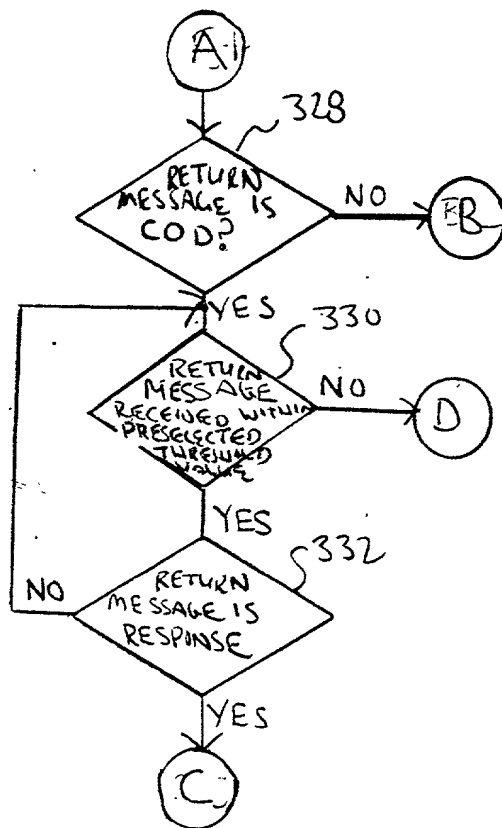 A
328
RETURN
MESSAGE IS
COD?
NO
B
YES
330
RETURN
MESSAGE
RECEIVED WITHIN
PRESELECTED
THRESHOLD
VALUE
NO
D
YES
332
RETURN
MESSAGE IS
RESPONSE
NO
YES
C